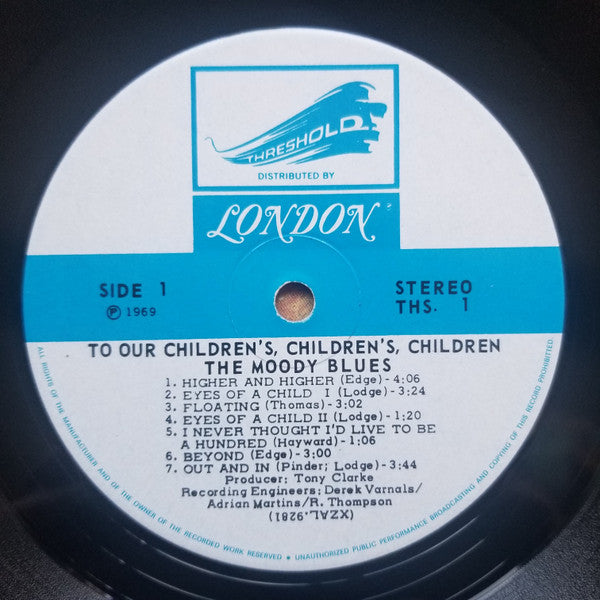 THRESHOLD
DISTRIBUTED BY
LONDON
SIDE 1
℗ 1969
STEREO
THS. 1
TO OUR CHILDREN'S, CHILDREN'S, CHILDREN
THE MOODY BLUES
1. HIGHER AND HIGHER (Edge)-4:06
2. EYES OF A CHILD I (Lodge)-3:24
3. FLOATING (Thomas)-3:02
4. EYES OF A CHILD II (Lodge)-1:20
5. I NEVER THOUGHT I'D LIVE TO BE
A HUNDRED (Hayward)-1:06
6. BEYOND (Edge)-3:00
7. OUT AND IN (Pinder; Lodge)-3:44
Producer: Tony Clarke
Recording Engineers; Derek Varnals/
Adrian Martins/R. Thompson
(XZAL.9281)
ALL RIGHTS OF THE MANUFACTURER AND OF THE OWNER OF THE RECORDED WORK RESERVED • UNAUTHORIZED PUBLIC PERFORMANCE BROADCASTING AND COPYING OF THIS RECORD PROHIBITED.